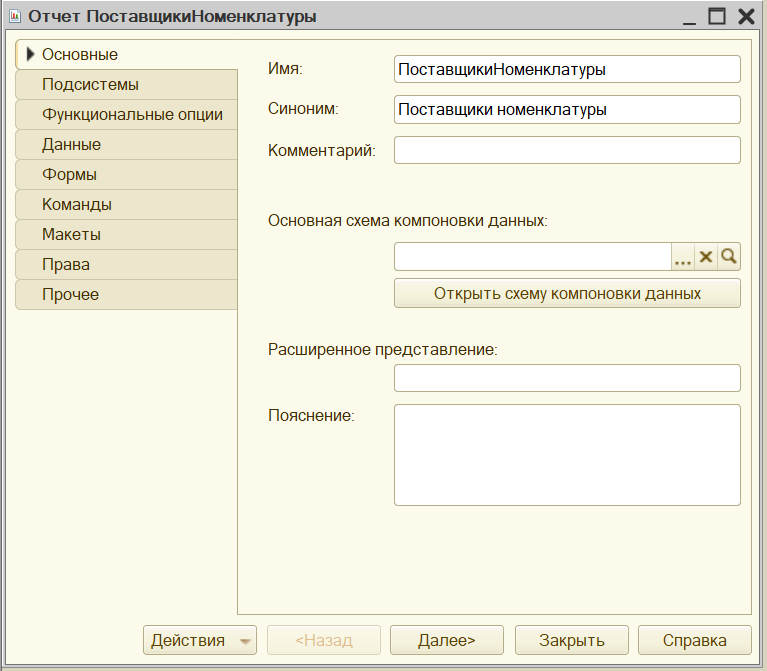 Отчет ПоставщикиНоменклатуры
Основные
Подсистемы
Функциональные опции
Данные
Формы
Команды
Макеты
Права
Прочее
Имя: ПоставщикиНоменклатуры
Синоним: Поставщики номенклатуры
Комментарий:
Основная схема компоновки данных:
...
Открыть схему компоновки данных
Расширенное представление:
Пояснение:
Действия <Назад Далее> Закрыть Справка